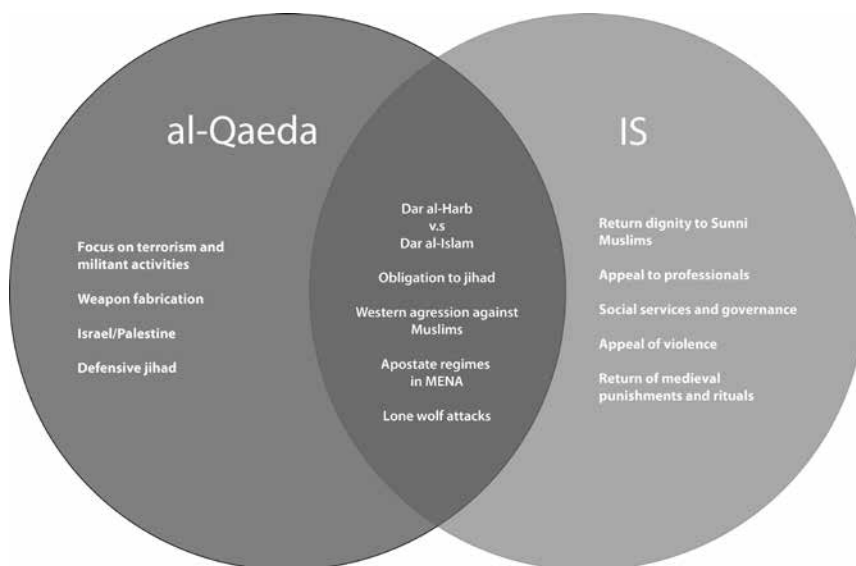 al-Qaeda
Focus on terrorism and
militant activities
Weapon fabrication
Israel/Palestine
Defensive jihad
Dar al-Harb
v.s
Dar al-Islam
Obligation to jihad
Western agression against
Muslims
Apostate regimes
in MENA
Lone wolf attacks
IS
Return dignity to Sunni
Muslims
Appeal to professionals
Social services and governance
Appeal of violence
Return of medieval
punishments and rituals